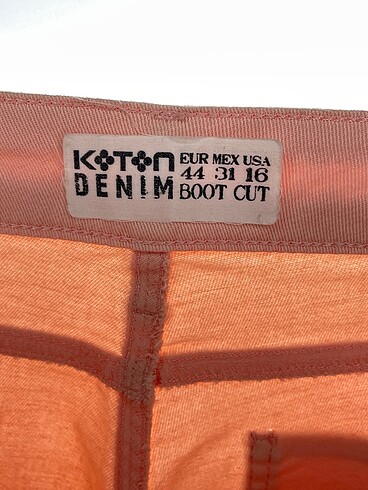 KOTON EUR MEX USA
DENIM 44 31 16
BOOT CUT